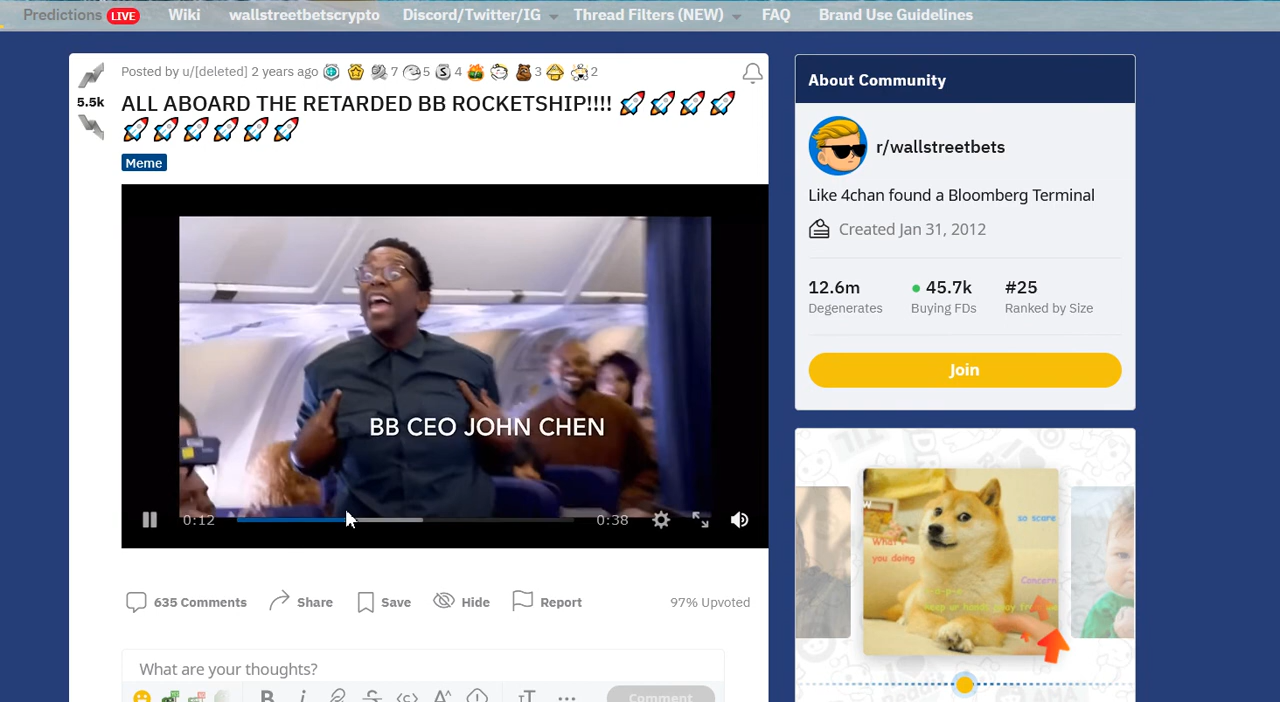 Predictions LIVE Wiki wallstreetbetscrypto Discord/Twitter/IG Thread Filters (NEW) FAQ Brand Use Guidelines
Posted by u/[deleted] 2 years ago 7 5 4 3 2
5.5k
ALL ABOARD THE RETARDED BB ROCKETSHIP!!!! 🚀🚀🚀🚀
🚀🚀🚀🚀🚀🚀
Meme
BB CEO JOHN CHEN
0:12 0:38
635 Comments Share Save Hide Report 97% Upvoted
What are your thoughts?
Comment
About Community
r/wallstreetbets
Like 4chan found a Bloomberg Terminal
Created Jan 31, 2012
12.6m 45.7k #25
Degenerates Buying FDs Ranked by Size
Join
so scare
What r
you doing
Concern